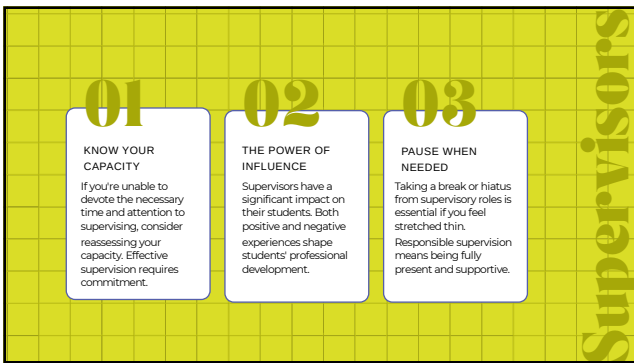 01
KNOW YOUR
CAPACITY
If you're unable to
devote the necessary
time and attention to
supervising, consider
reassessing your
capacity. Effective
supervision requires
commitment.
02
THE POWER OF
INFLUENCE
Supervisors have a
significant impact on
their students. Both
positive and negative
experiences shape
students' professional
development.
03
PAUSE WHEN
NEEDED
Taking a break or hiatus
from supervisory roles is
essential if you feel
stretched thin.
Responsible supervision
means being fully
present and supportive.
Supervisors